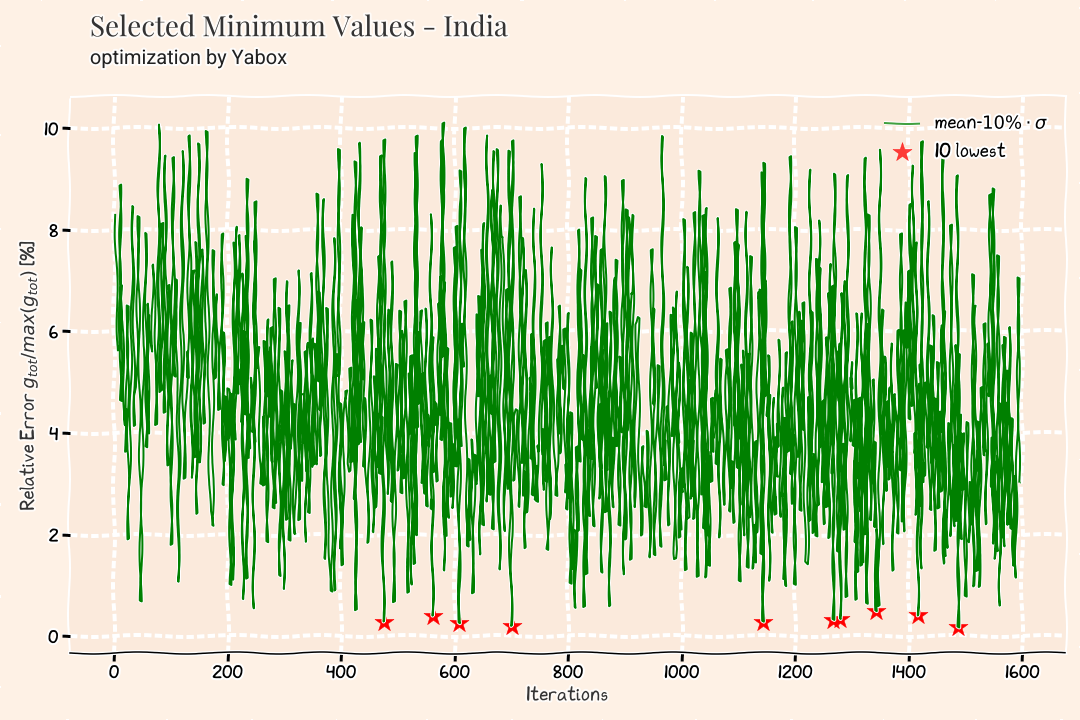 Selected Minimum Values - India
optimization by Yabox
mean-10% · σ
10 lowest
Relative Error g_tot/max(g_tot) [%]
10
8
6
4
2
0
0 200 400 600 800 1000 1200 1400 1600
Iterations